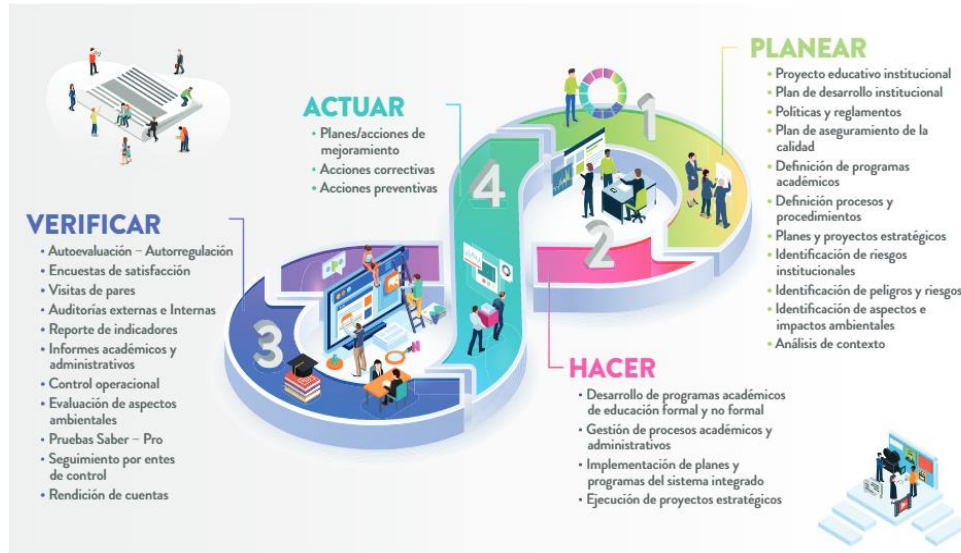 PLANEAR
• Proyecto educativo institucional
• Plan de desarrollo institucional
• Políticas y reglamentos
• Plan de aseguramiento de la
calidad
• Definición de programas
académicos
• Definición procesos y
procedimientos
• Planes y proyectos estratégicos
• Identificación de riesgos
institucionales
• Identificación de peligros y riesgos
• Identificación de aspectos e
impactos ambientales
• Análisis de contexto
1
2
HACER
• Desarrollo de programas académicos
de educación formal y no formal
• Gestión de procesos académicos y
administrativos
• Implementación de planes y
programas del sistema integrado
• Ejecución de proyectos estratégicos
VERIFICAR
• Autoevaluación – Autorregulación
• Encuestas de satisfacción
• Visitas de pares
• Auditorías externas e Internas
• Reporte de indicadores
• Informes académicos y
administrativos
• Control operacional
• Evaluación de aspectos
ambientales
• Pruebas Saber – Pro
• Seguimiento por entes
de control
• Rendición de cuentas
3
ACTUAR
• Planes/acciones de
mejoramiento
• Acciones correctivas
• Acciones preventivas
4